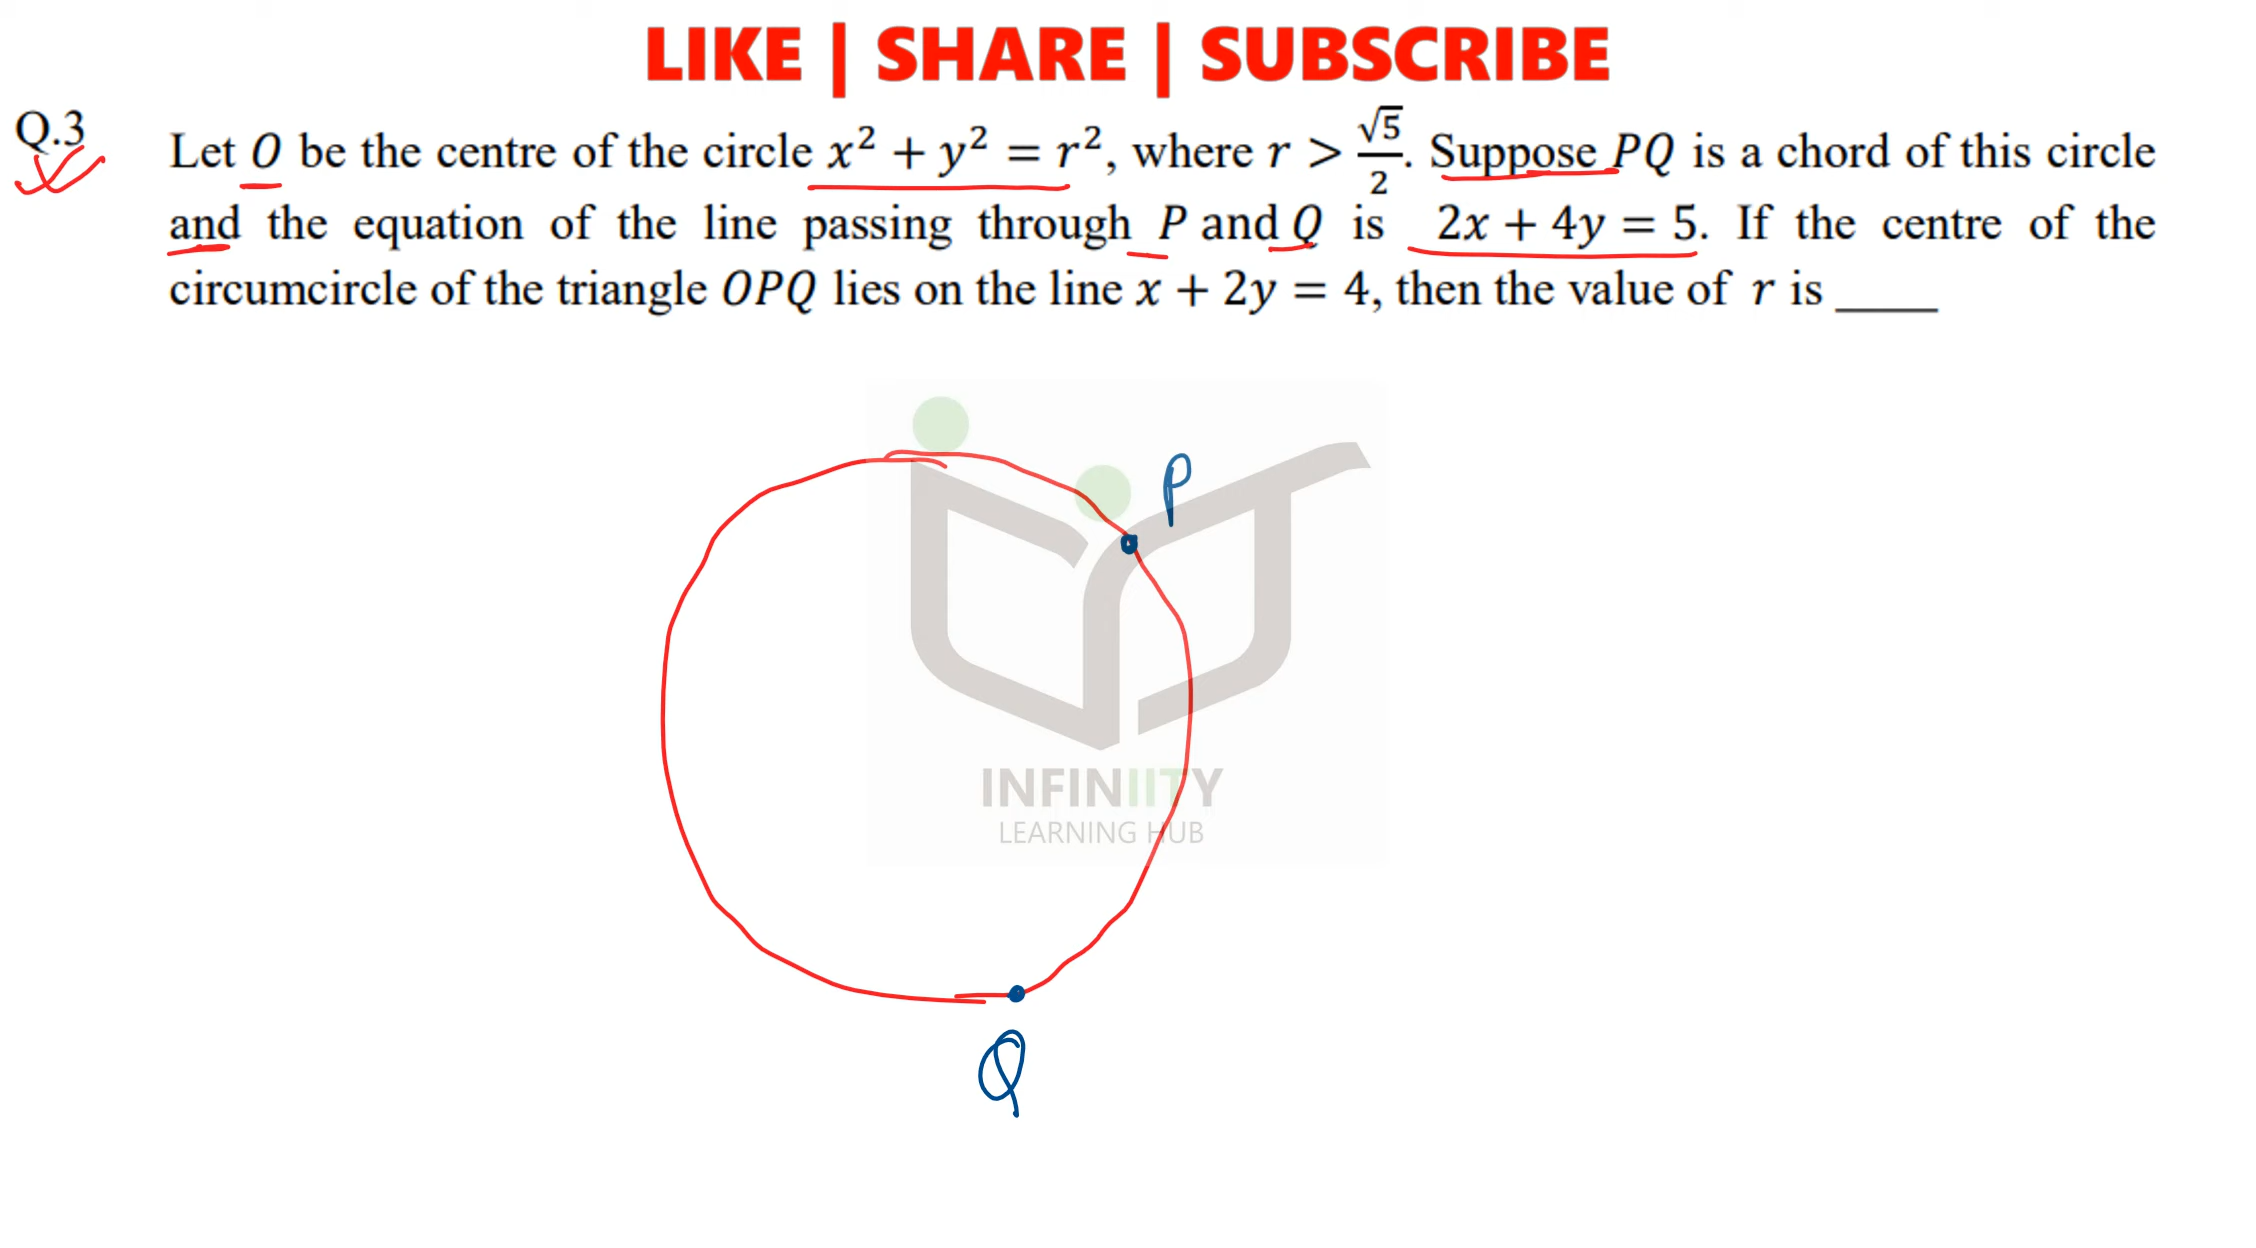 LIKE | SHARE | SUBSCRIBE
Q.3
Let O be the centre of the circle x² + y² = r², where r > √5/2. Suppose PQ is a chord of this circle
and the equation of the line passing through P and Q is 2x + 4y = 5. If the centre of the
circumcircle of the triangle OPQ lies on the line x + 2y = 4, then the value of r is _____
P
INFINIITY
LEARNING HUB
Q